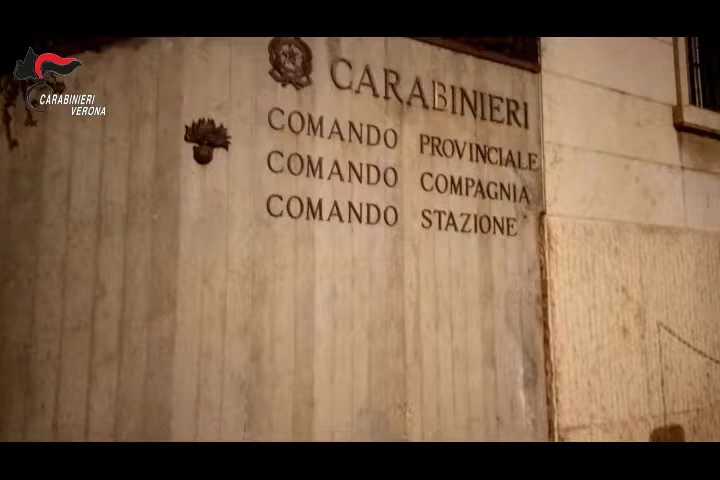 CARABINIERI
VERONA
CARABINIERI
COMANDO PROVINCIALE
COMANDO COMPAGNIA
COMANDO STAZIONE